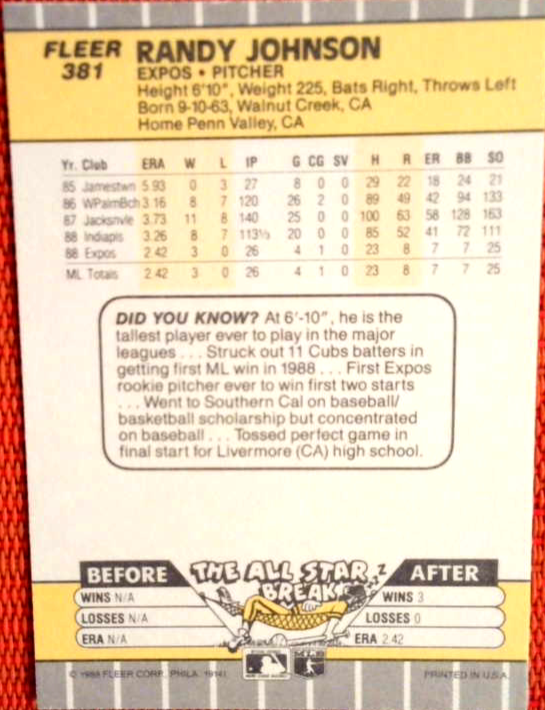 FLEER
381
RANDY JOHNSON
EXPOS • PITCHER
Height 6'10", Weight 225, Bats Right, Throws Left
Born 9-10-63, Walnut Creek, CA
Home Penn Valley, CA
Yr. Club ERA W L IP G CG SV H R ER BB SO
85 Jamestwn 5.93 0 3 27 8 0 0 29 22 18 24 21
86 WPalmBch 3.16 8 7 120 26 2 0 89 49 42 94 133
87 Jacksnvle 3.73 11 8 140 25 0 0 100 63 58 128 163
88 Indiapls 3.26 8 7 113⅓ 20 0 0 85 52 41 72 111
88 Expos 2.42 3 0 26 4 1 0 23 8 7 7 25
ML Totals 2.42 3 0 26 4 1 0 23 8 7 7 25
DID YOU KNOW? At 6'-10", he is the
tallest player ever to play in the major
leagues . . . Struck out 11 Cubs batters in
getting first ML win in 1988 . . . First Expos
rookie pitcher ever to win first two starts
. . . Went to Southern Cal on baseball/
basketball scholarship but concentrated
on baseball . . . Tossed perfect game in
final start for Livermore (CA) high school.
BEFORE THE ALL STAR BREAK AFTER
WINS N/A WINS 3
LOSSES N/A LOSSES 0
ERA N/A ERA 2.42
© 1988 FLEER CORP. PHILA. 19141 PRINTED IN U.S.A.